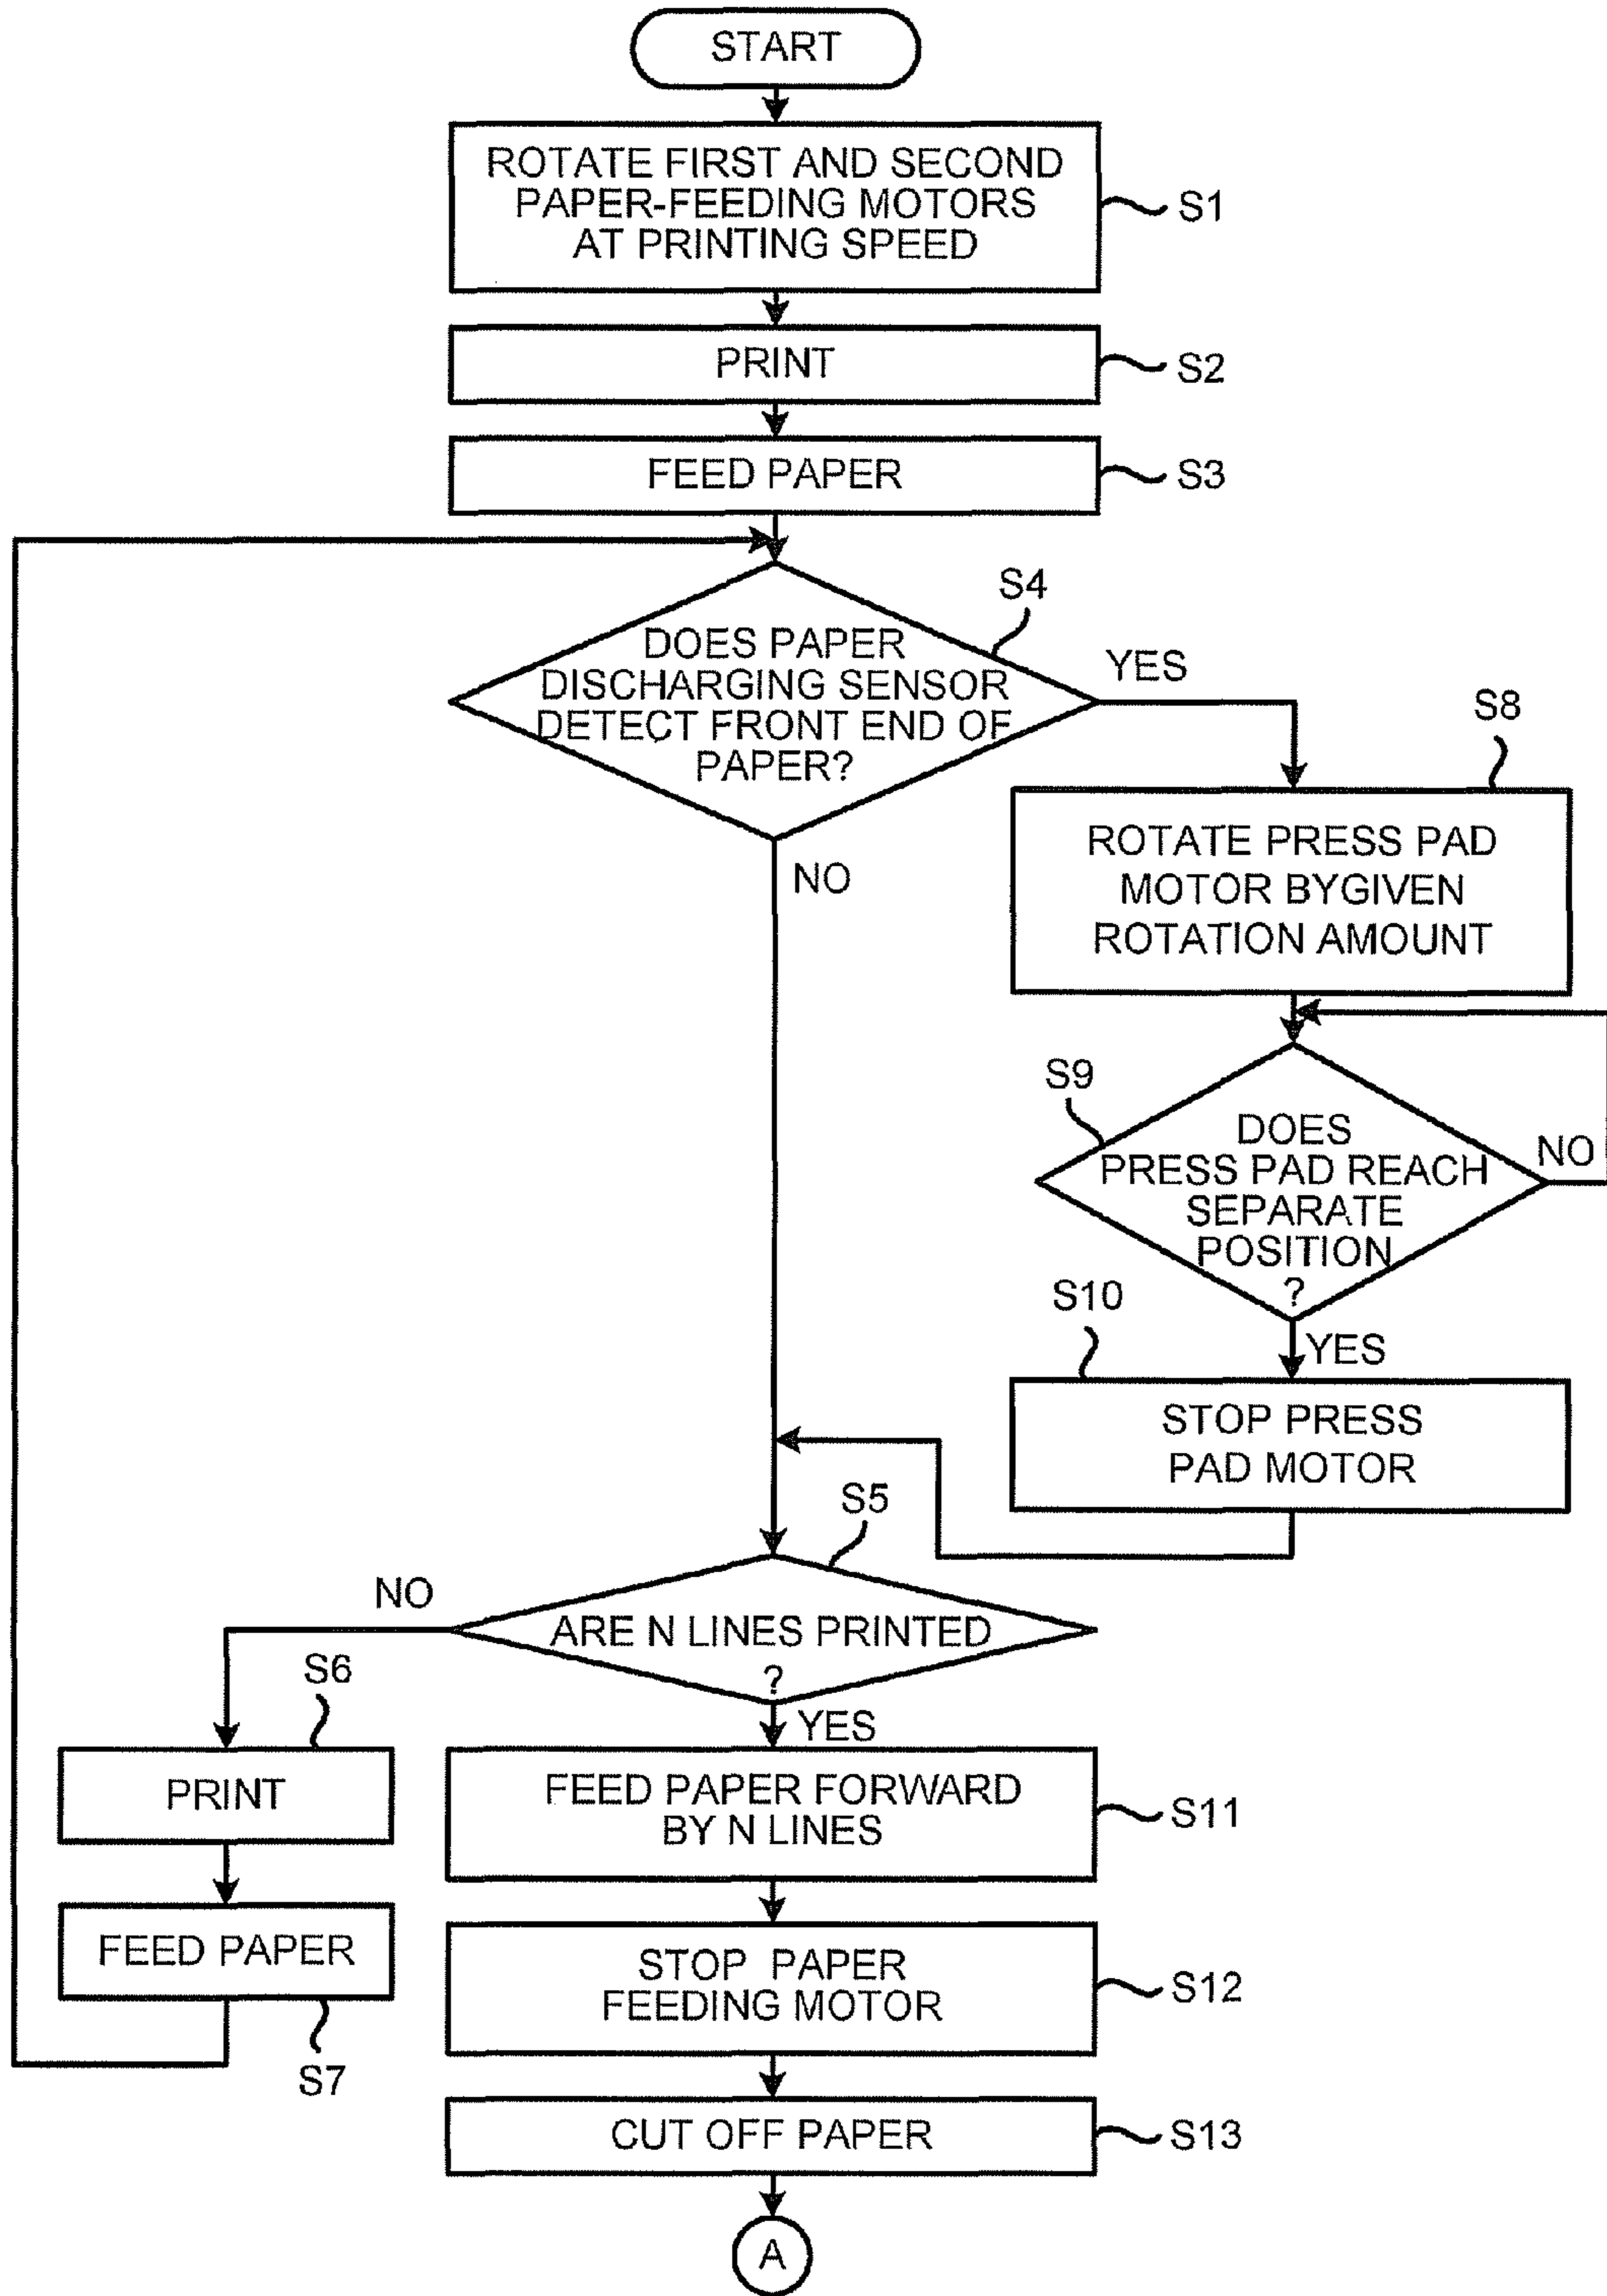 START
ROTATE FIRST AND SECOND
PAPER-FEEDING MOTORS
AT PRINTING SPEED
S1
PRINT
S2
FEED PAPER
S3
S4
DOES PAPER
DISCHARGING SENSOR
DETECT FRONT END OF
PAPER?
YES
NO
S8
ROTATE PRESS PAD
MOTOR BYGIVEN
ROTATION AMOUNT
S9
DOES
PRESS PAD REACH
SEPARATE
POSITION
?
NO
YES
S10
STOP PRESS
PAD MOTOR
S5
ARE N LINES PRINTED
?
NO
YES
S6
PRINT
FEED PAPER
S7
FEED PAPER FORWARD
BY N LINES
S11
STOP PAPER
FEEDING MOTOR
S12
CUT OFF PAPER
S13
A